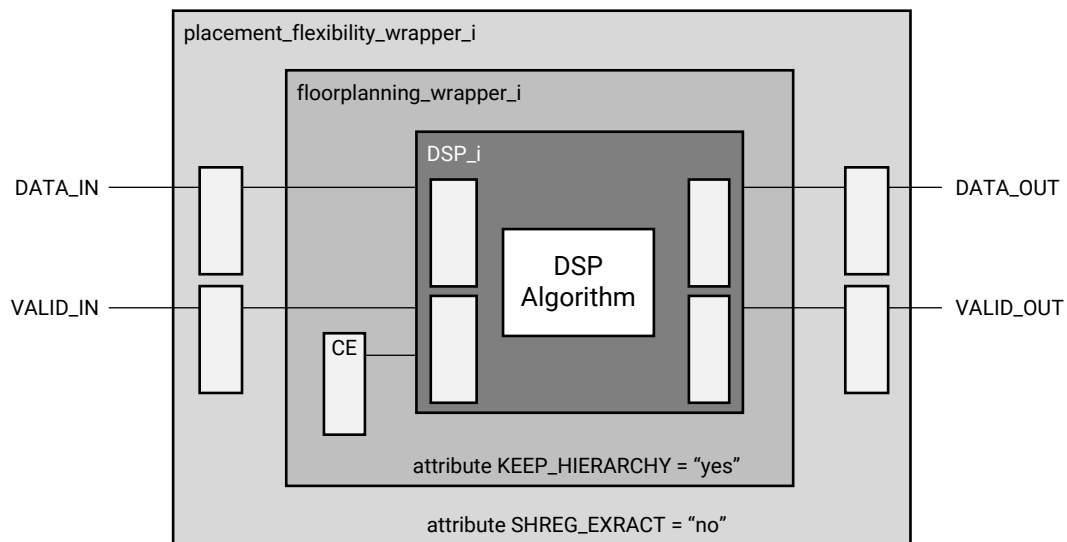 placement_flexibility_wrapper_i
floorplanning_wrapper_i
DSP_i
DATA_IN
DATA_OUT
DSP
Algorithm
VALID_IN
VALID_OUT
CE
attribute KEEP_HIERARCHY = “yes”
attribute SHREG_EXRACT = “no”